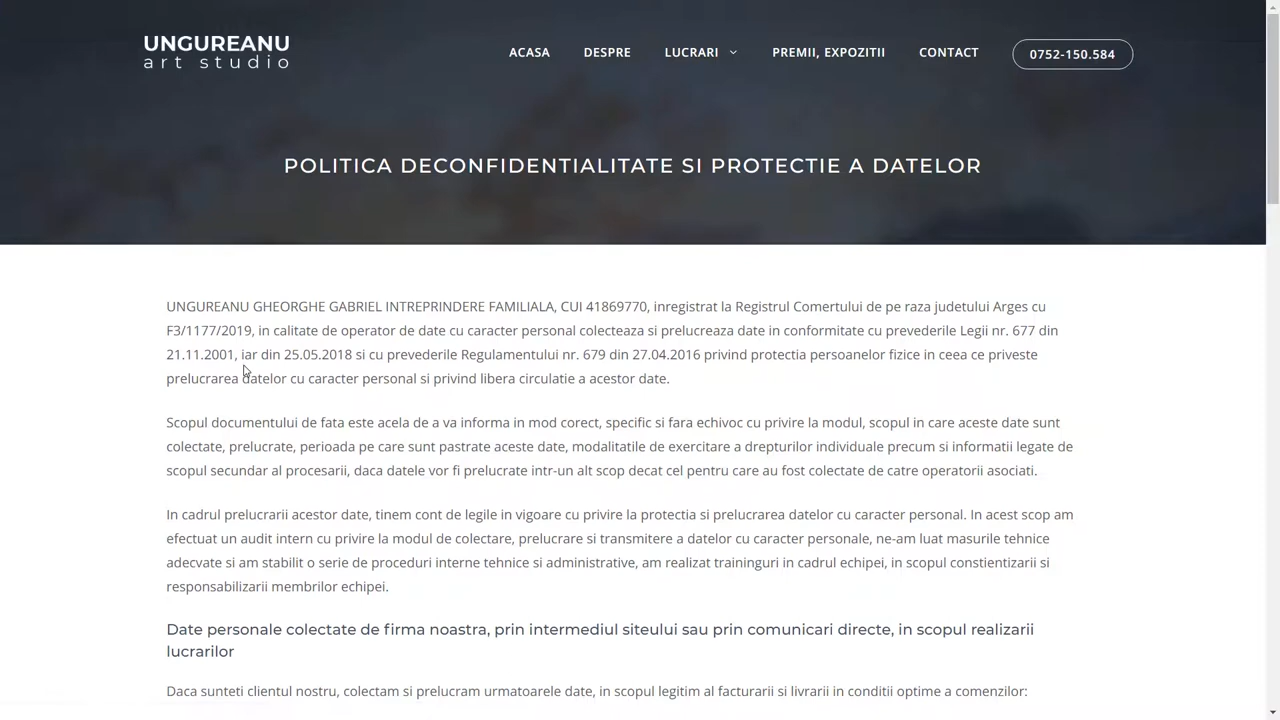 UNGUREANU
art studio
ACASA DESPRE LUCRARI PREMII, EXPOZITII CONTACT 0752-150.584
POLITICA DECONFIDENTIALITATE SI PROTECTIE A DATELOR
UNGUREANU GHEORGHE GABRIEL INTREPRINDERE FAMILIALA, CUI 41869770, inregistrat la Registrul Comertului de pe raza judetului Arges cu
F3/1177/2019, in calitate de operator de date cu caracter personal colecteaza si prelucreaza date in conformitate cu prevederile Legii nr. 677 din
21.11.2001, iar din 25.05.2018 si cu prevederile Regulamentului nr. 679 din 27.04.2016 privind protectia persoanelor fizice in ceea ce priveste
prelucrarea datelor cu caracter personal si privind libera circulatie a acestor date.
Scopul documentului de fata este acela de a va informa in mod corect, specific si fara echivoc cu privire la modul, scopul in care aceste date sunt
colectate, prelucrate, perioada pe care sunt pastrate aceste date, modalitatile de exercitare a drepturilor individuale precum si informatii legate de
scopul secundar al procesarii, daca datele vor fi prelucrate intr-un alt scop decat cel pentru care au fost colectate de catre operatorii asociati.
In cadrul prelucrarii acestor date, tinem cont de legile in vigoare cu privire la protectia si prelucrarea datelor cu caracter personal. In acest scop am
efectuat un audit intern cu privire la modul de colectare, prelucrare si transmitere a datelor cu caracter personale, ne-am luat masurile tehnice
adecvate si am stabilit o serie de proceduri interne tehnice si administrative, am realizat traininguri in cadrul echipei, in scopul constientizarii si
responsabilizarii membrilor echipei.
Date personale colectate de firma noastra, prin intermediul siteului sau prin comunicari directe, in scopul realizarii
lucrarilor
Daca sunteti clientul nostru, colectam si prelucram urmatoarele date, in scopul legitim al facturarii si livrarii in conditii optime a comenzilor: